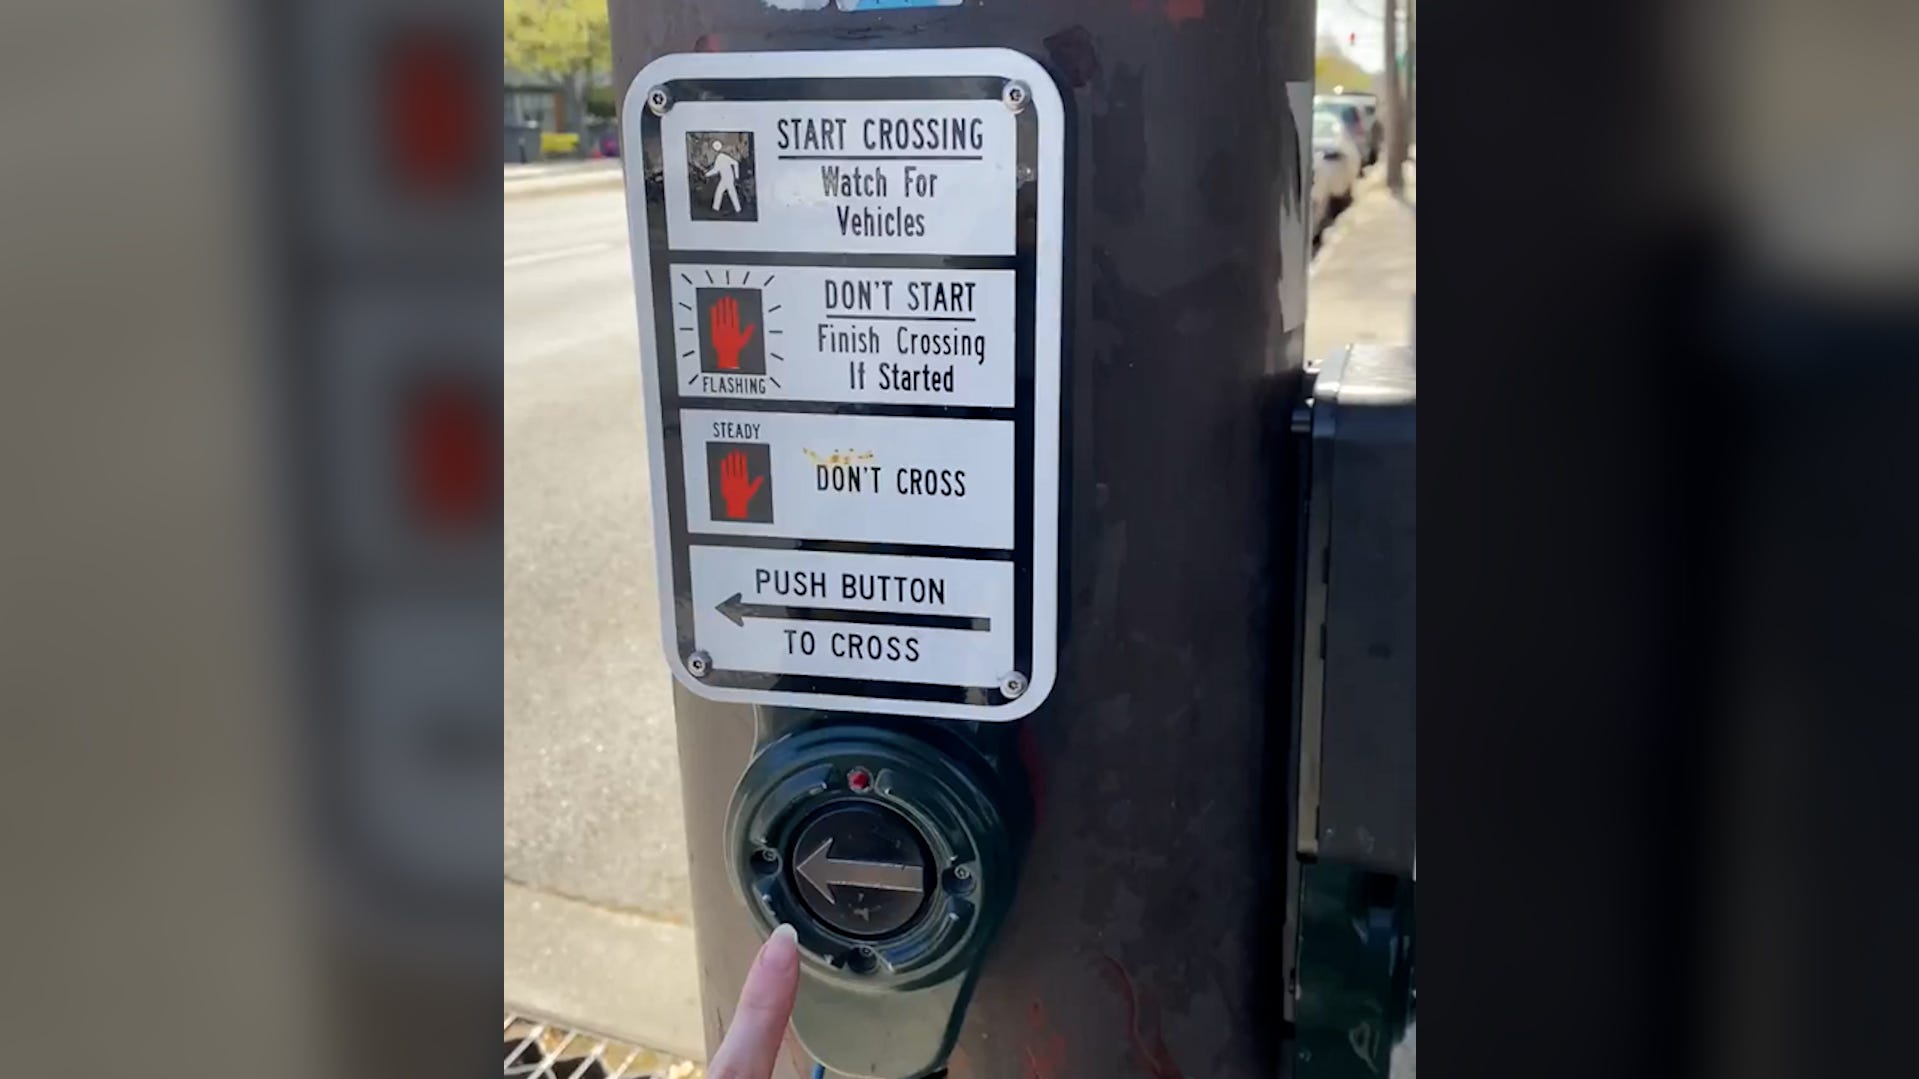 START CROSSING
Watch For
Vehicles
DON'T START
Finish Crossing
If Started
FLASHING
STEADY
DON'T CROSS
PUSH BUTTON
TO CROSS